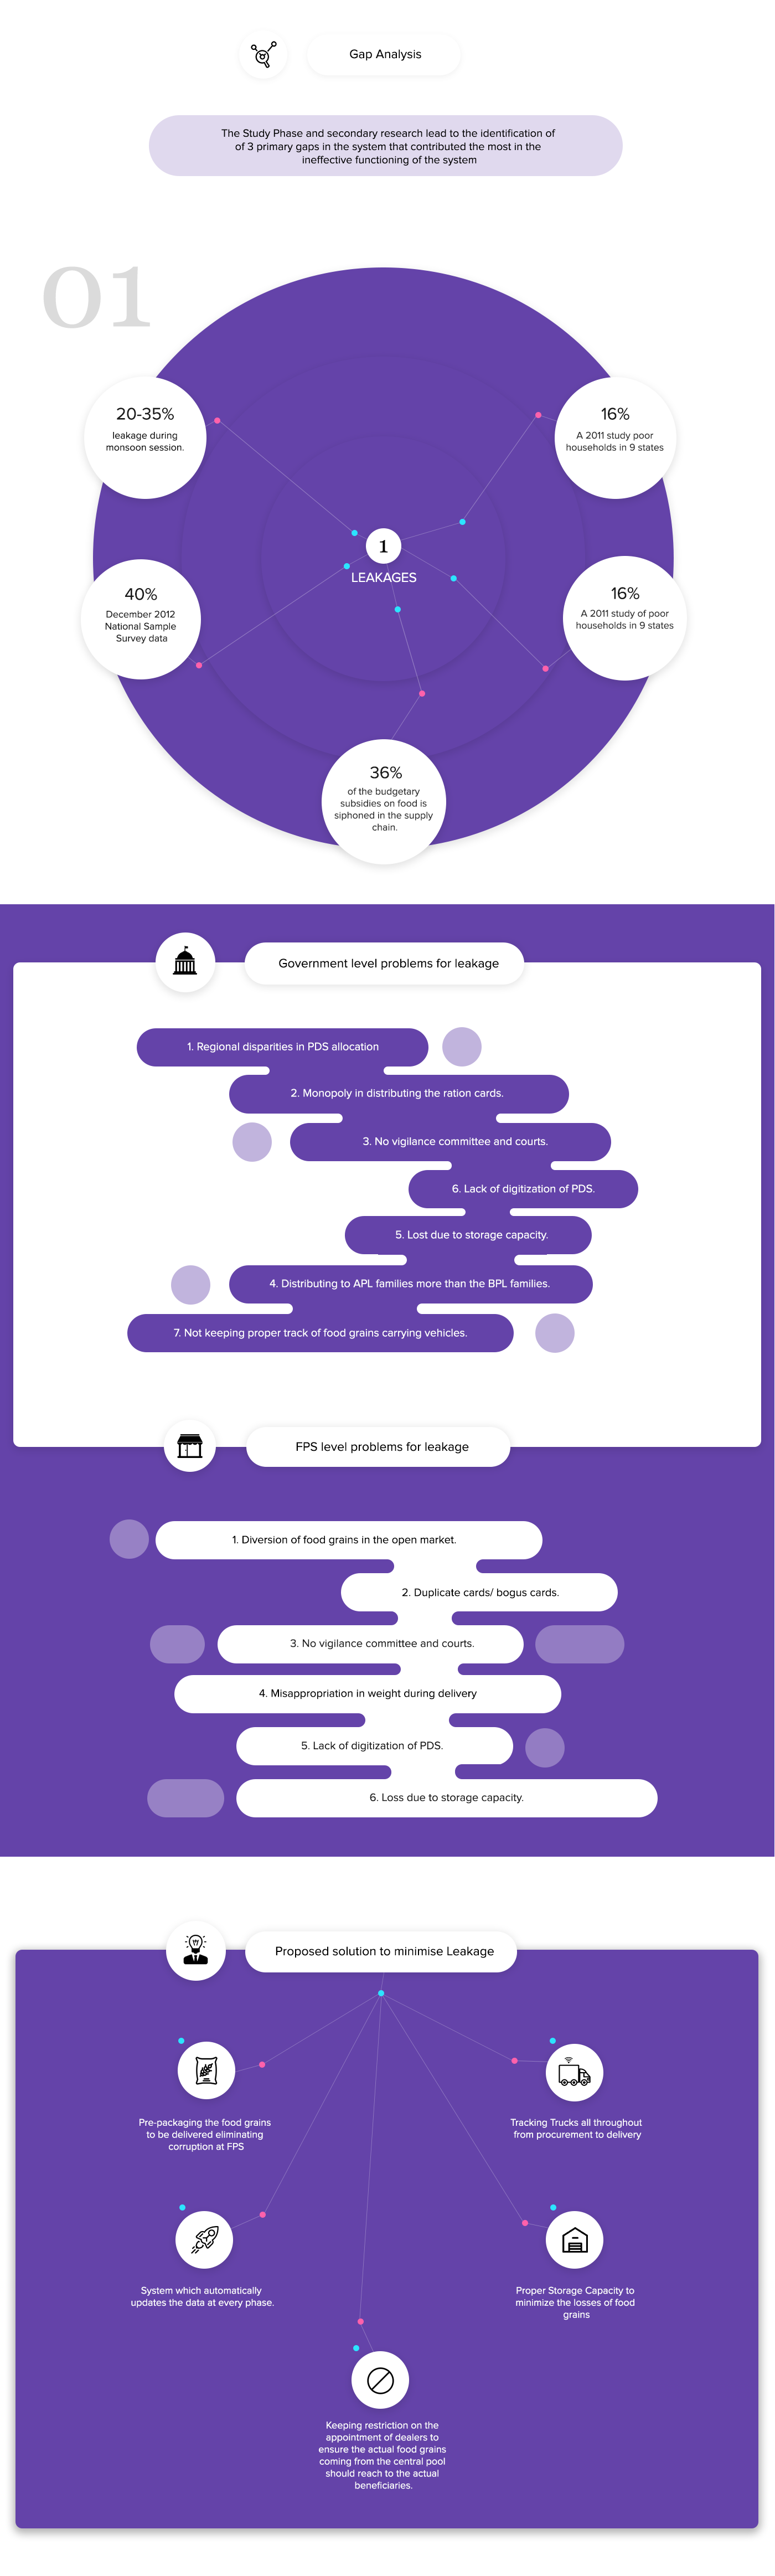 Gap Analysis
The Study Phase and secondary research lead to the identification of
of 3 primary gaps in the system that contributed the most in the
ineffective functioning of the system
01
20-35%
leakage during
monsoon session.
16%
A 2011 study poor
households in 9 states
1
LEAKAGES
40%
December 2012
National Sample
Survey data
16%
A 2011 study of poor
households in 9 states
36%
of the budgetary
subsidies on food is
siphoned in the supply
chain.
Government level problems for leakage
1. Regional disparities in PDS allocation
2. Monopoly in distributing the ration cards.
3. No vigilance committee and courts.
6. Lack of digitization of PDS.
5. Lost due to storage capacity.
4. Distributing to APL families more than the BPL families.
7. Not keeping proper track of food grains carrying vehicles.
FPS level problems for leakage
1. Diversion of food grains in the open market.
2. Duplicate cards/ bogus cards.
3. No vigilance committee and courts.
4. Misappropriation in weight during delivery
5. Lack of digitization of PDS.
6. Loss due to storage capacity.
Proposed solution to minimise Leakage
Pre-packaging the food grains
to be delivered eliminating
corruption at FPS
Tracking Trucks all throughout
from procurement to delivery
System which automatically
updates the data at every phase.
Proper Storage Capacity to
minimize the losses of food
grains
Keeping restriction on the
appointment of dealers to
ensure the actual food grains
coming from the central pool
should reach to the actual
beneficiaries.